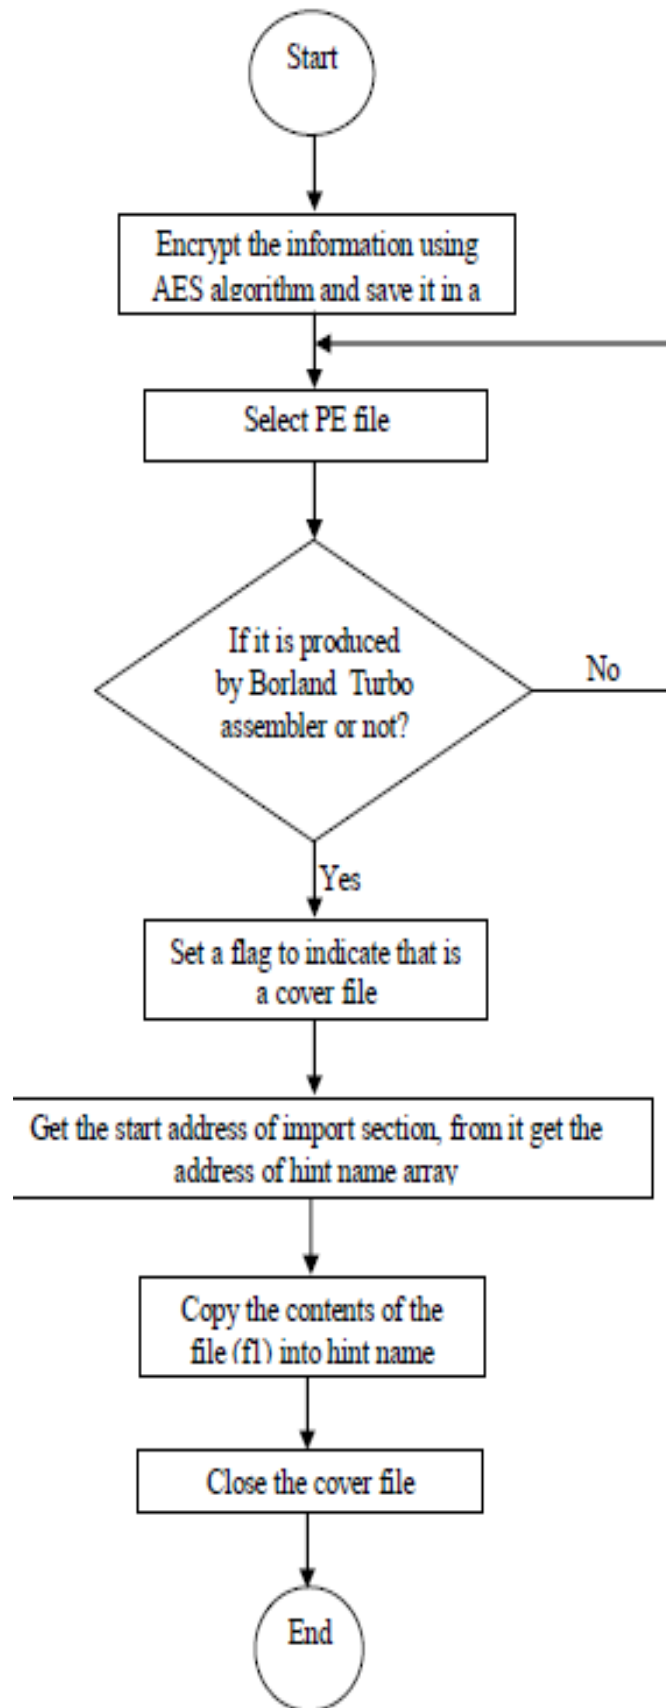 Start
Encrypt the information using
AES algorithm and save it in a
Select PE file
If it is produced
by Borland Turbo
assembler or not?
No
Yes
Set a flag to indicate that is
a cover file
Get the start address of import section, from it get the
address of hint name array
Copy the contents of the
file (f1) into hint name
Close the cover file
End